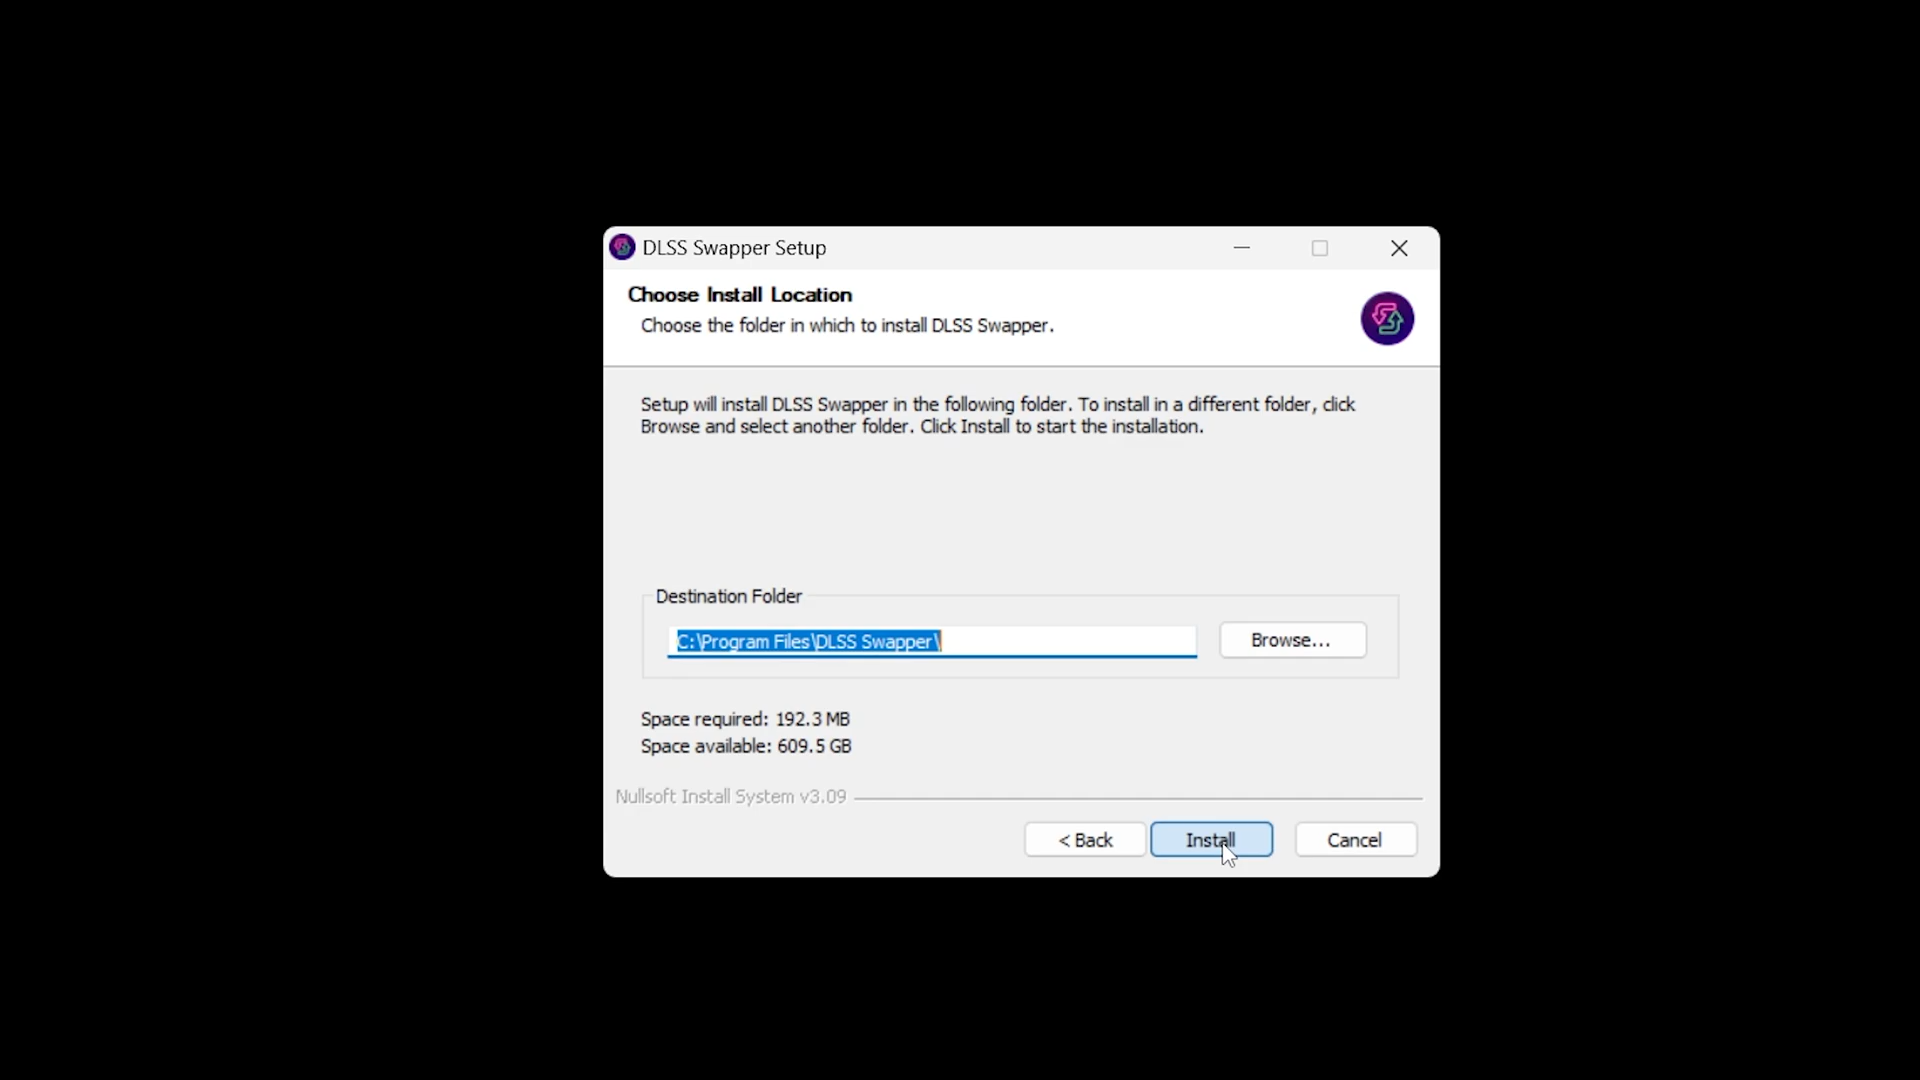 DLSS Swapper Setup
Choose Install Location
Choose the folder in which to install DLSS Swapper.
Setup will install DLSS Swapper in the following folder. To install in a different folder, click
Browse and select another folder. Click Install to start the installation.
Destination Folder
C:\Program Files\DLSS Swapper\
Browse...
Space required: 192.3 MB
Space available: 609.5 GB
Nullsoft Install System v3.09
< Back
Install
Cancel